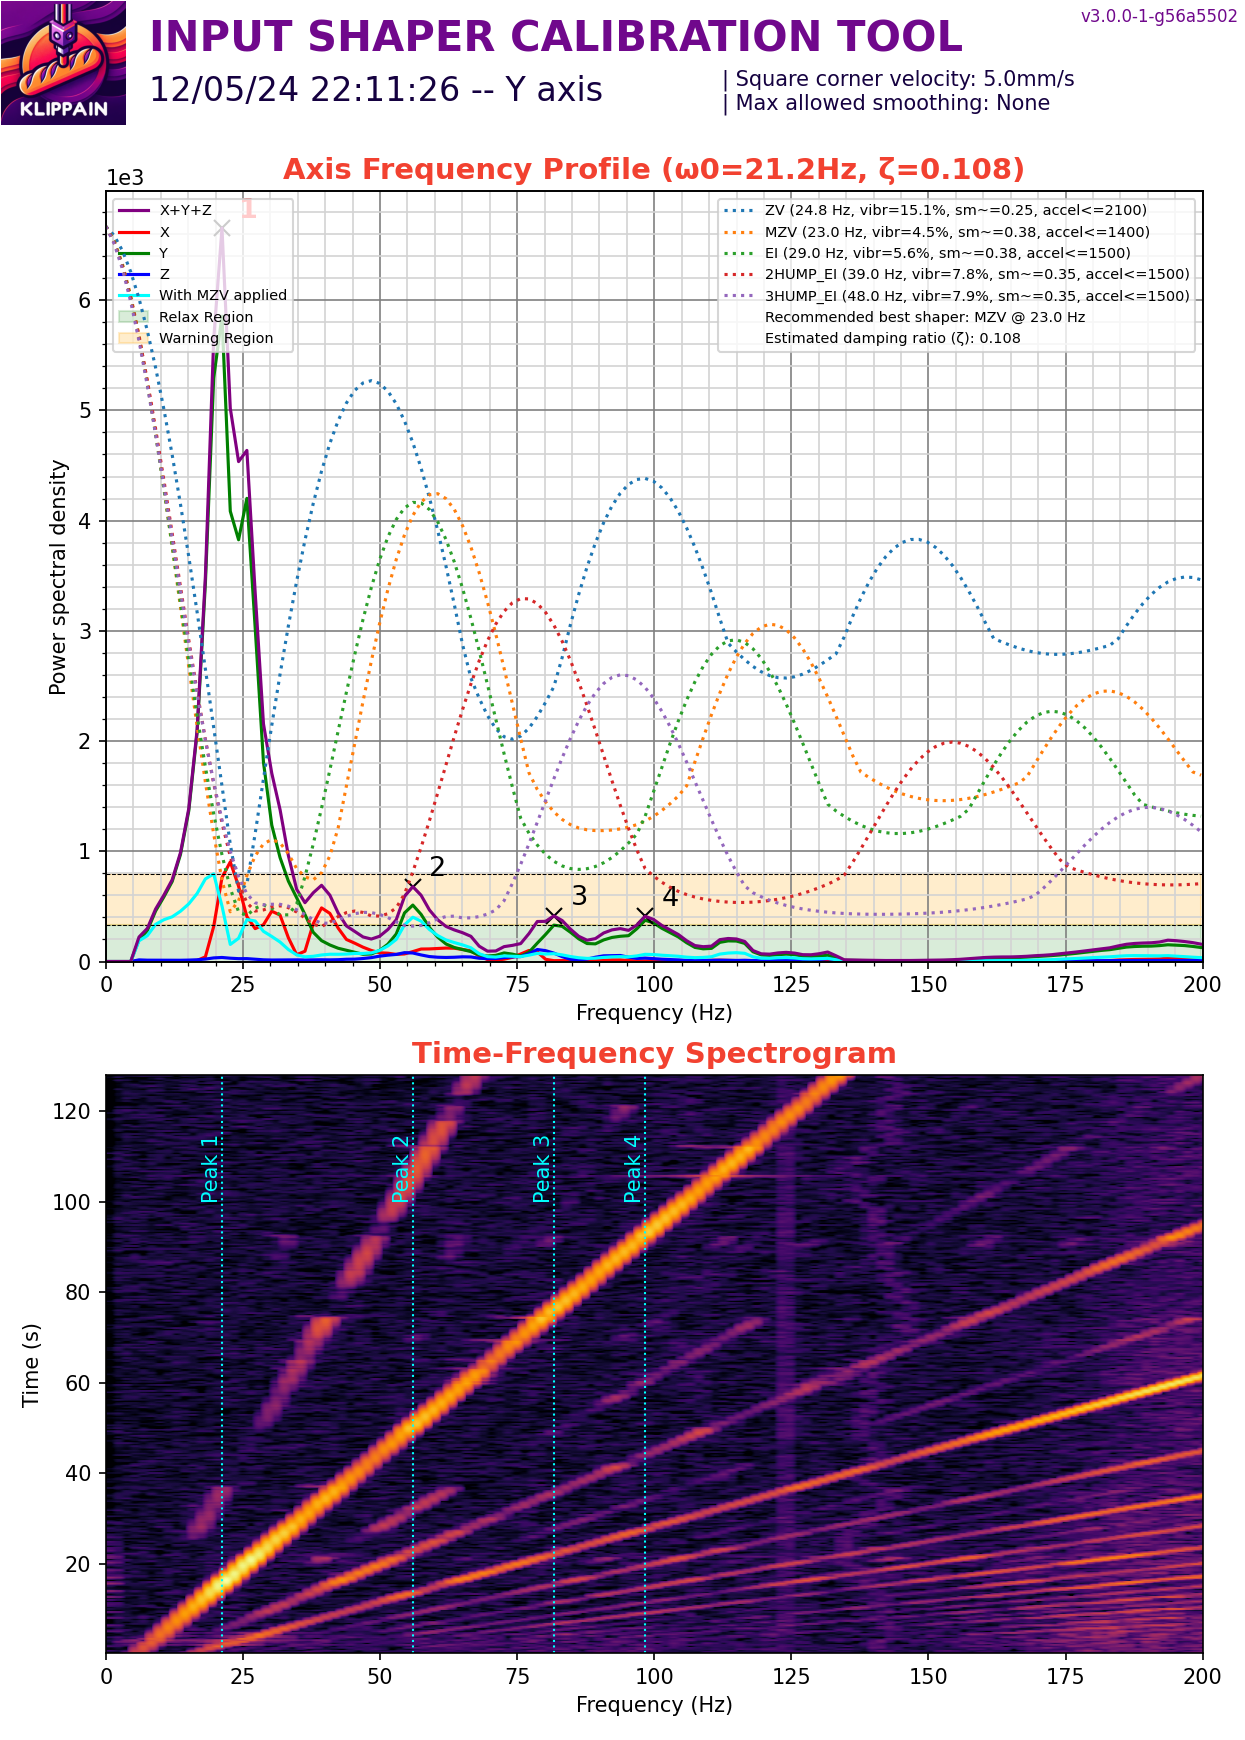 v3.0.0-1-g56a5502
INPUT SHAPER CALIBRATION TOOL
12/05/24 22:11:26 -- Y axis
| Square corner velocity: 5.0mm/s
| Max allowed smoothing: None
KLIPPAIN
Axis Frequency Profile (ω0=21.2Hz, ζ=0.108)
1e3
X+Y+Z
X
Y
Z
With MZV applied
Relax Region
Warning Region
1
ZV (24.8 Hz, vibr=15.1%, sm~=0.25, accel<=2100)
MZV (23.0 Hz, vibr=4.5%, sm~=0.38, accel<=1400)
EI (29.0 Hz, vibr=5.6%, sm~=0.38, accel<=1500)
2HUMP_EI (39.0 Hz, vibr=7.8%, sm~=0.35, accel<=1500)
3HUMP_EI (48.0 Hz, vibr=7.9%, sm~=0.35, accel<=1500)
Recommended best shaper: MZV @ 23.0 Hz
Estimated damping ratio (ζ): 0.108
6
5
4
3
2
1
0
Power spectral density
2
3
4
0 25 50 75 100 125 150 175 200
Frequency (Hz)
Time-Frequency Spectrogram
120
100
80
60
40
20
Time (s)
Peak 1
Peak 2
Peak 3
Peak 4
0 25 50 75 100 125 150 175 200
Frequency (Hz)